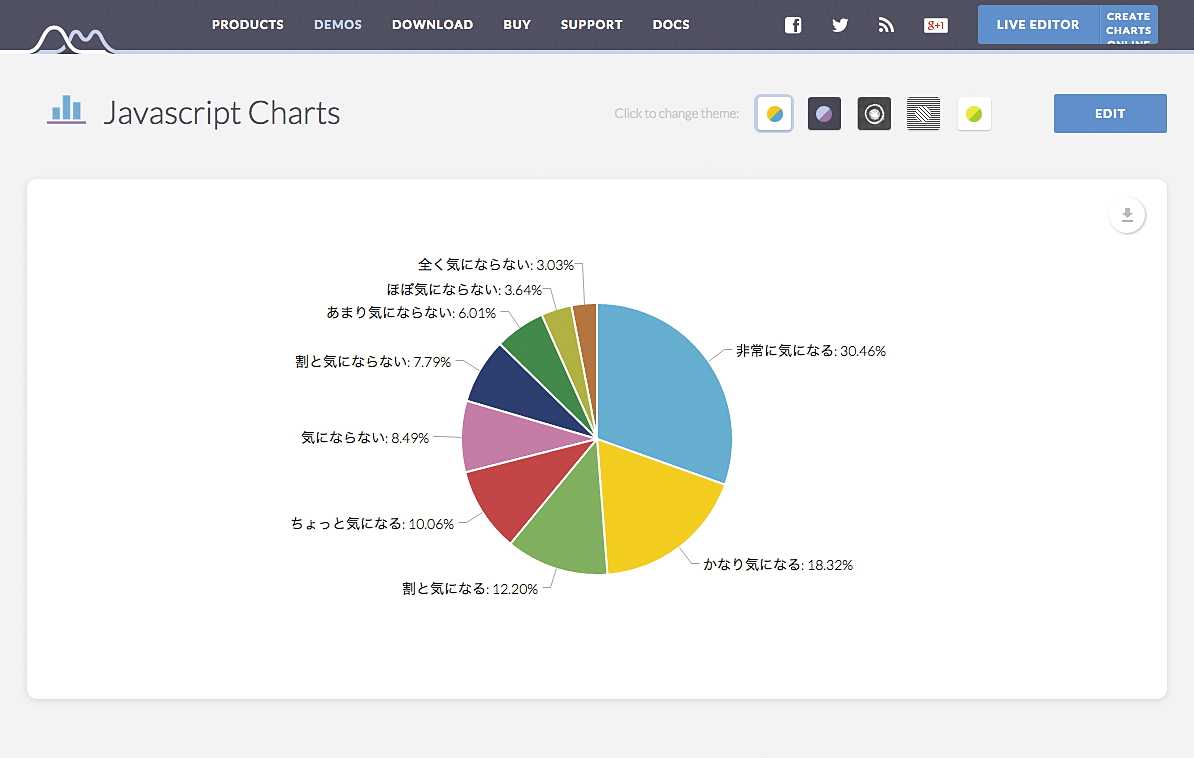 PRODUCTS DEMOS DOWNLOAD BUY SUPPORT DOCS g+1 LIVE EDITOR CREATE CHARTS ONLINE
Javascript Charts Click to change theme: EDIT
全く気にならない: 3.03%
ほぼ気にならない: 3.64%
あまり気にならない: 6.01%
非常に気になる: 30.46%
割と気にならない: 7.79%
気にならない: 8.49%
ちょっと気になる: 10.06%
かなり気になる: 18.32%
割と気になる: 12.20%